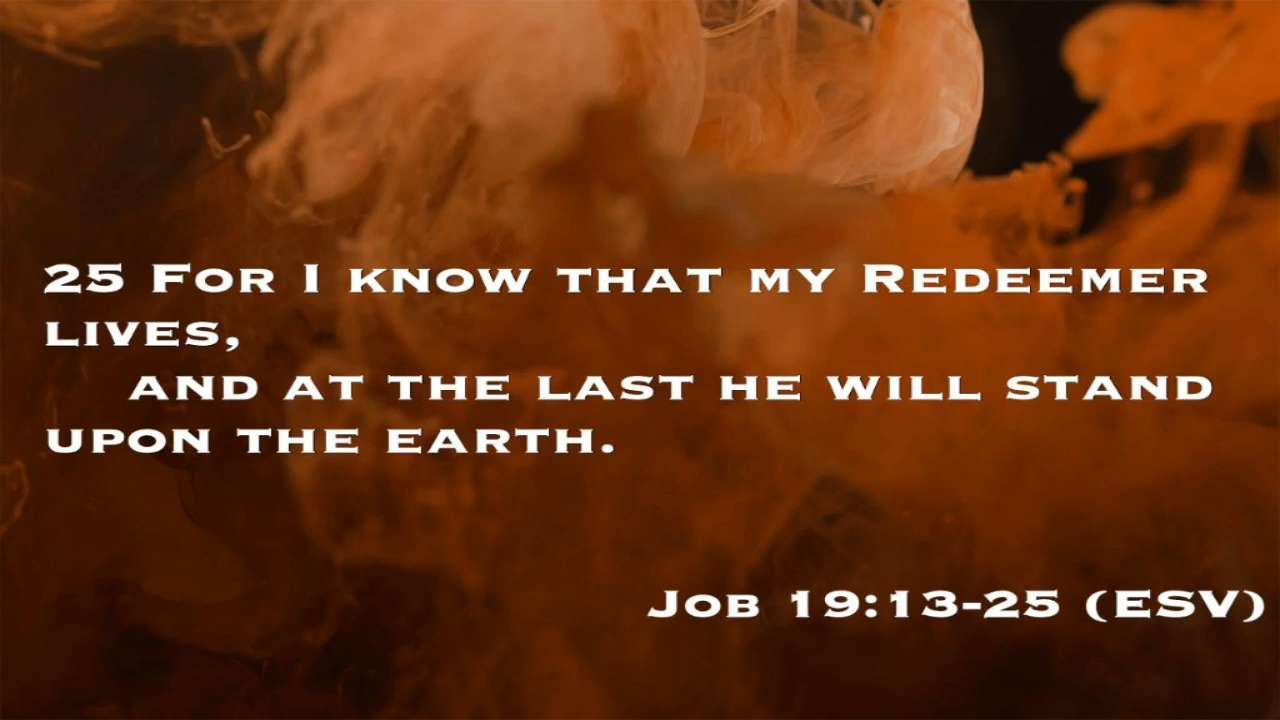 25 For I know that my Redeemer
lives,
and at the last he will stand
upon the earth.
Job 19:13-25 (ESV)